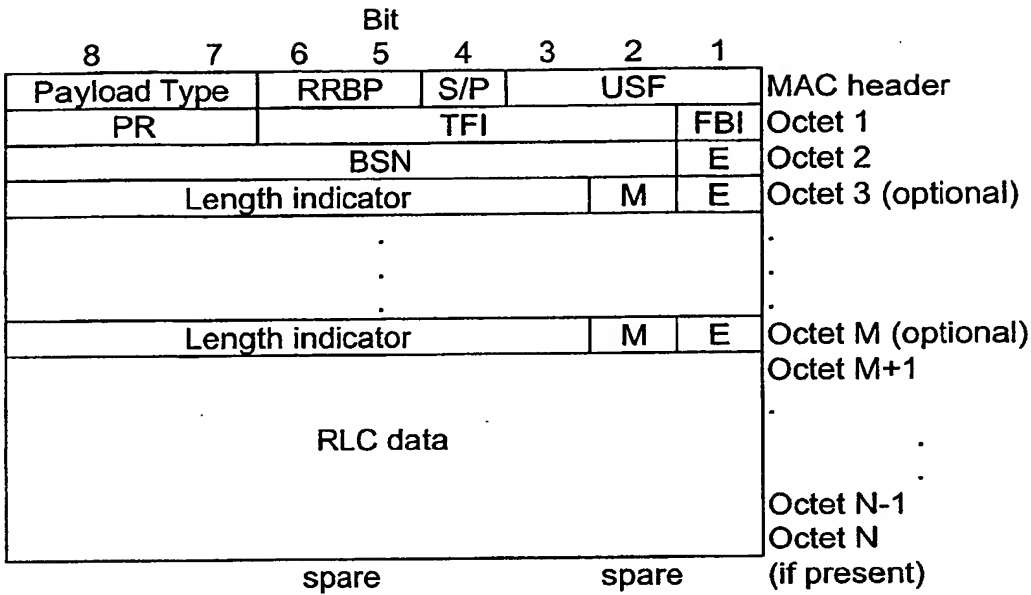 Bit
8 7 6 5 4 3 2 1
Payload Type RRBP S/P USF MAC header
PR TFI FBI Octet 1
BSN E Octet 2
Length indicator M E Octet 3 (optional)
.
.
.
Length indicator M E Octet M (optional)
Octet M+1
RLC data
Octet N-1
Octet N
spare spare (if present)